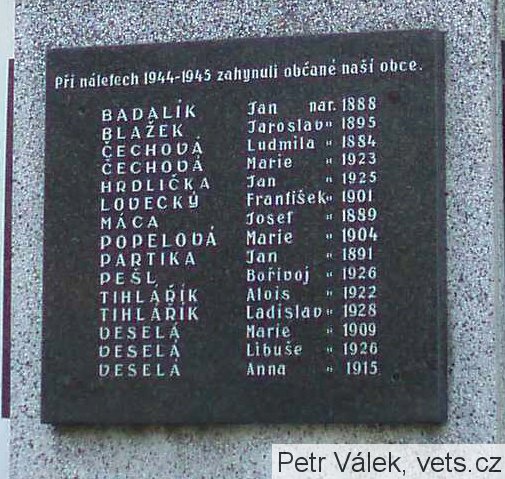 Při náletech 1944-1945 zahynuli občané naší obce.
BADALÍK Jan nar. 1888
BLAŽEK Jaroslav " 1895
ČECHOVÁ Ludmila " 1884
ČECHOVÁ Marie " 1923
HRDLIČKA Jan " 1925
LOVECKÝ František " 1901
MÁCA Josef " 1889
POPELOVÁ Marie " 1904
PARTIKA Jan " 1891
PEŠL Bořivoj " 1926
TIHLÁŘÍK Alois " 1922
TIHLÁŘÍK Ladislav " 1928
VESELÁ Marie " 1909
VESELÁ Libuše " 1926
VESELÁ Anna " 1915
Petr Válek, vets.cz